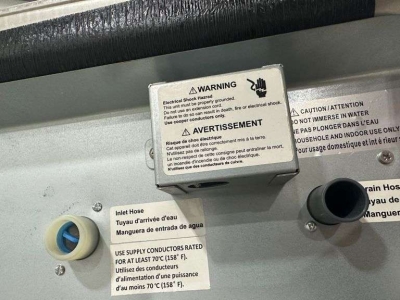 WARNING
Electrical Shock Hazard
This unit must be properly grounded.
Do not use an extension cord.
Failure to do so can result in death, fire or electrical shock.
Use copper conductors only.
AVERTISSEMENT
Risque de choc électrique
Cet appareil doit être correctement mis à la terre.
N'utilisez pas de rallonge.
Le non-respect de cette consigne peut entraîner la mort,
un incendie d'incendie ou de choc électrique.
N'utilisez que des conducteurs de cuivre.
CAUTION / ATTENTION
DO NOT IMMERSE IN WATER
NE PAS PLONGER DANS L'EAU
HOUSEHOLD AND INDOOR USE ONLY
Pour usage domestique et int
Inlet Hose
Tuyau d'arrivée d'eau
Manguera de entrada de agua
rain Hos
Tuyau de v
Manguera
USE SUPPLY CONDUCTORS RATED
FOR AT LEAST 70°C (158° F).
Utilisez des conducteurs
d'alimentation d'une puissance
d'au moins 70°C (158° F).